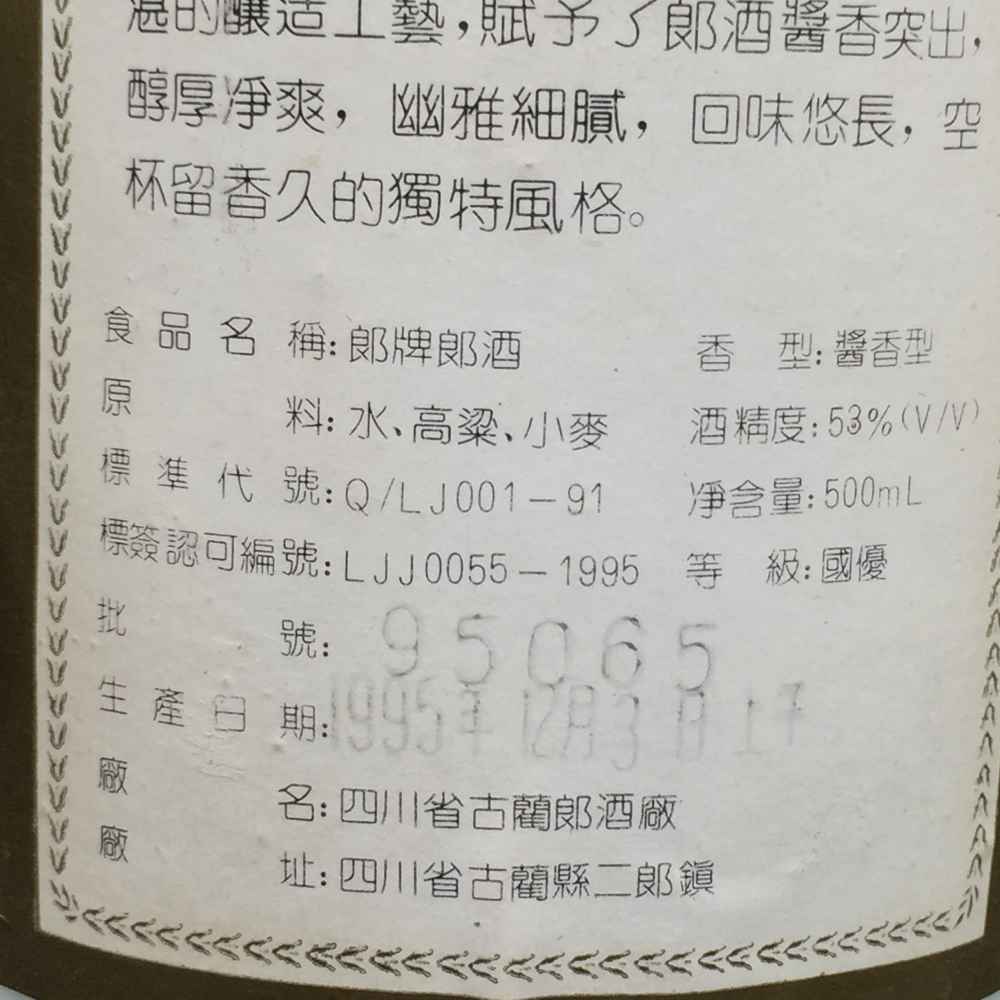 湛的釀造工藝,賦予了郎酒醬香突出,
醇厚淨爽，幽雅細膩，回味悠長，空
杯留香久的獨特風格。
食品名稱:郎牌郎酒 香型:醬香型
原料:水、高粱、小麥 酒精度:53%(V/V)
標準代號:Q/LJ001-91 凈含量:500mL
標簽認可編號:LJJ0055-1995 等級:國優
批號:95065
生產日期:1995年12月3日上午
廠名:四川省古藺郎酒廠
廠址:四川省古藺縣二郎鎮